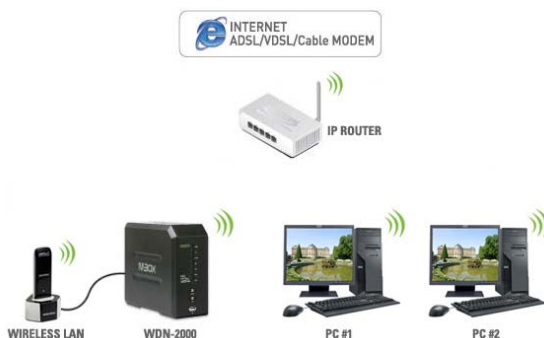 INTERNET
ADSL/VDSL/Cable MODEM
IP ROUTER
WIRELESS LAN
WDN-2000
PC #1
PC #2